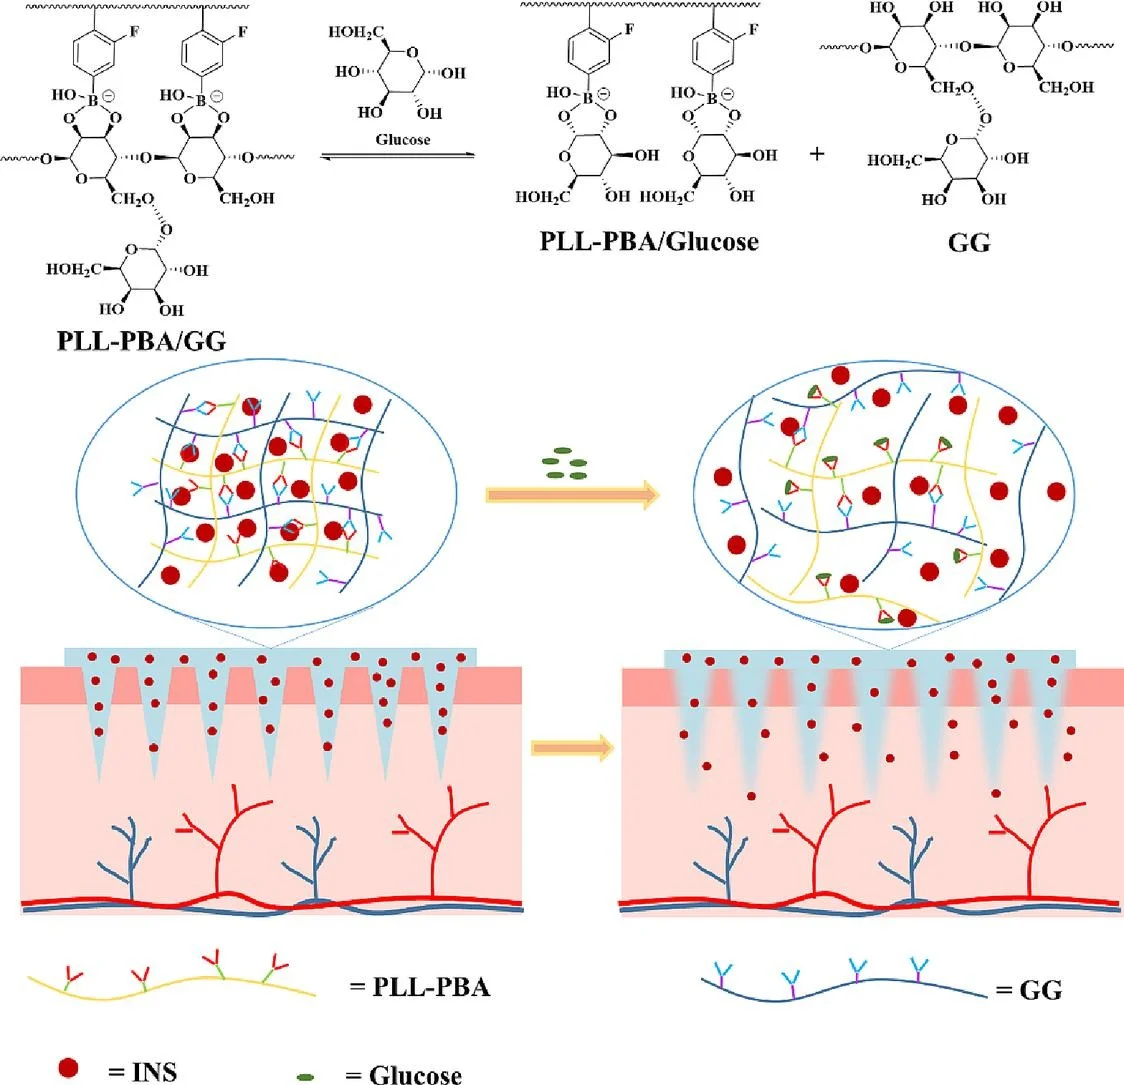 F
F
HO
B
⊖
HO
B
⊖
O
O
O
O
O
O
O
O
O
CH₂O
CH₂OH
O
O
HOH₂C
OH
HO
OH
PLL-PBA/GG
HOH₂C
O
HO
OH
HO
OH
Glucose
F
F
HO
B
⊖
HO
B
⊖
O
O
O
O
O
OH
O
OH
HOH₂C
OH
HOH₂C
OH
PLL-PBA/Glucose
+
HO
OH
HO
OH
O
O
O
O
O
CH₂O
CH₂OH
O
O
HOH₂C
OH
HO
OH
GG
= PLL-PBA
= GG
= INS
= Glucose